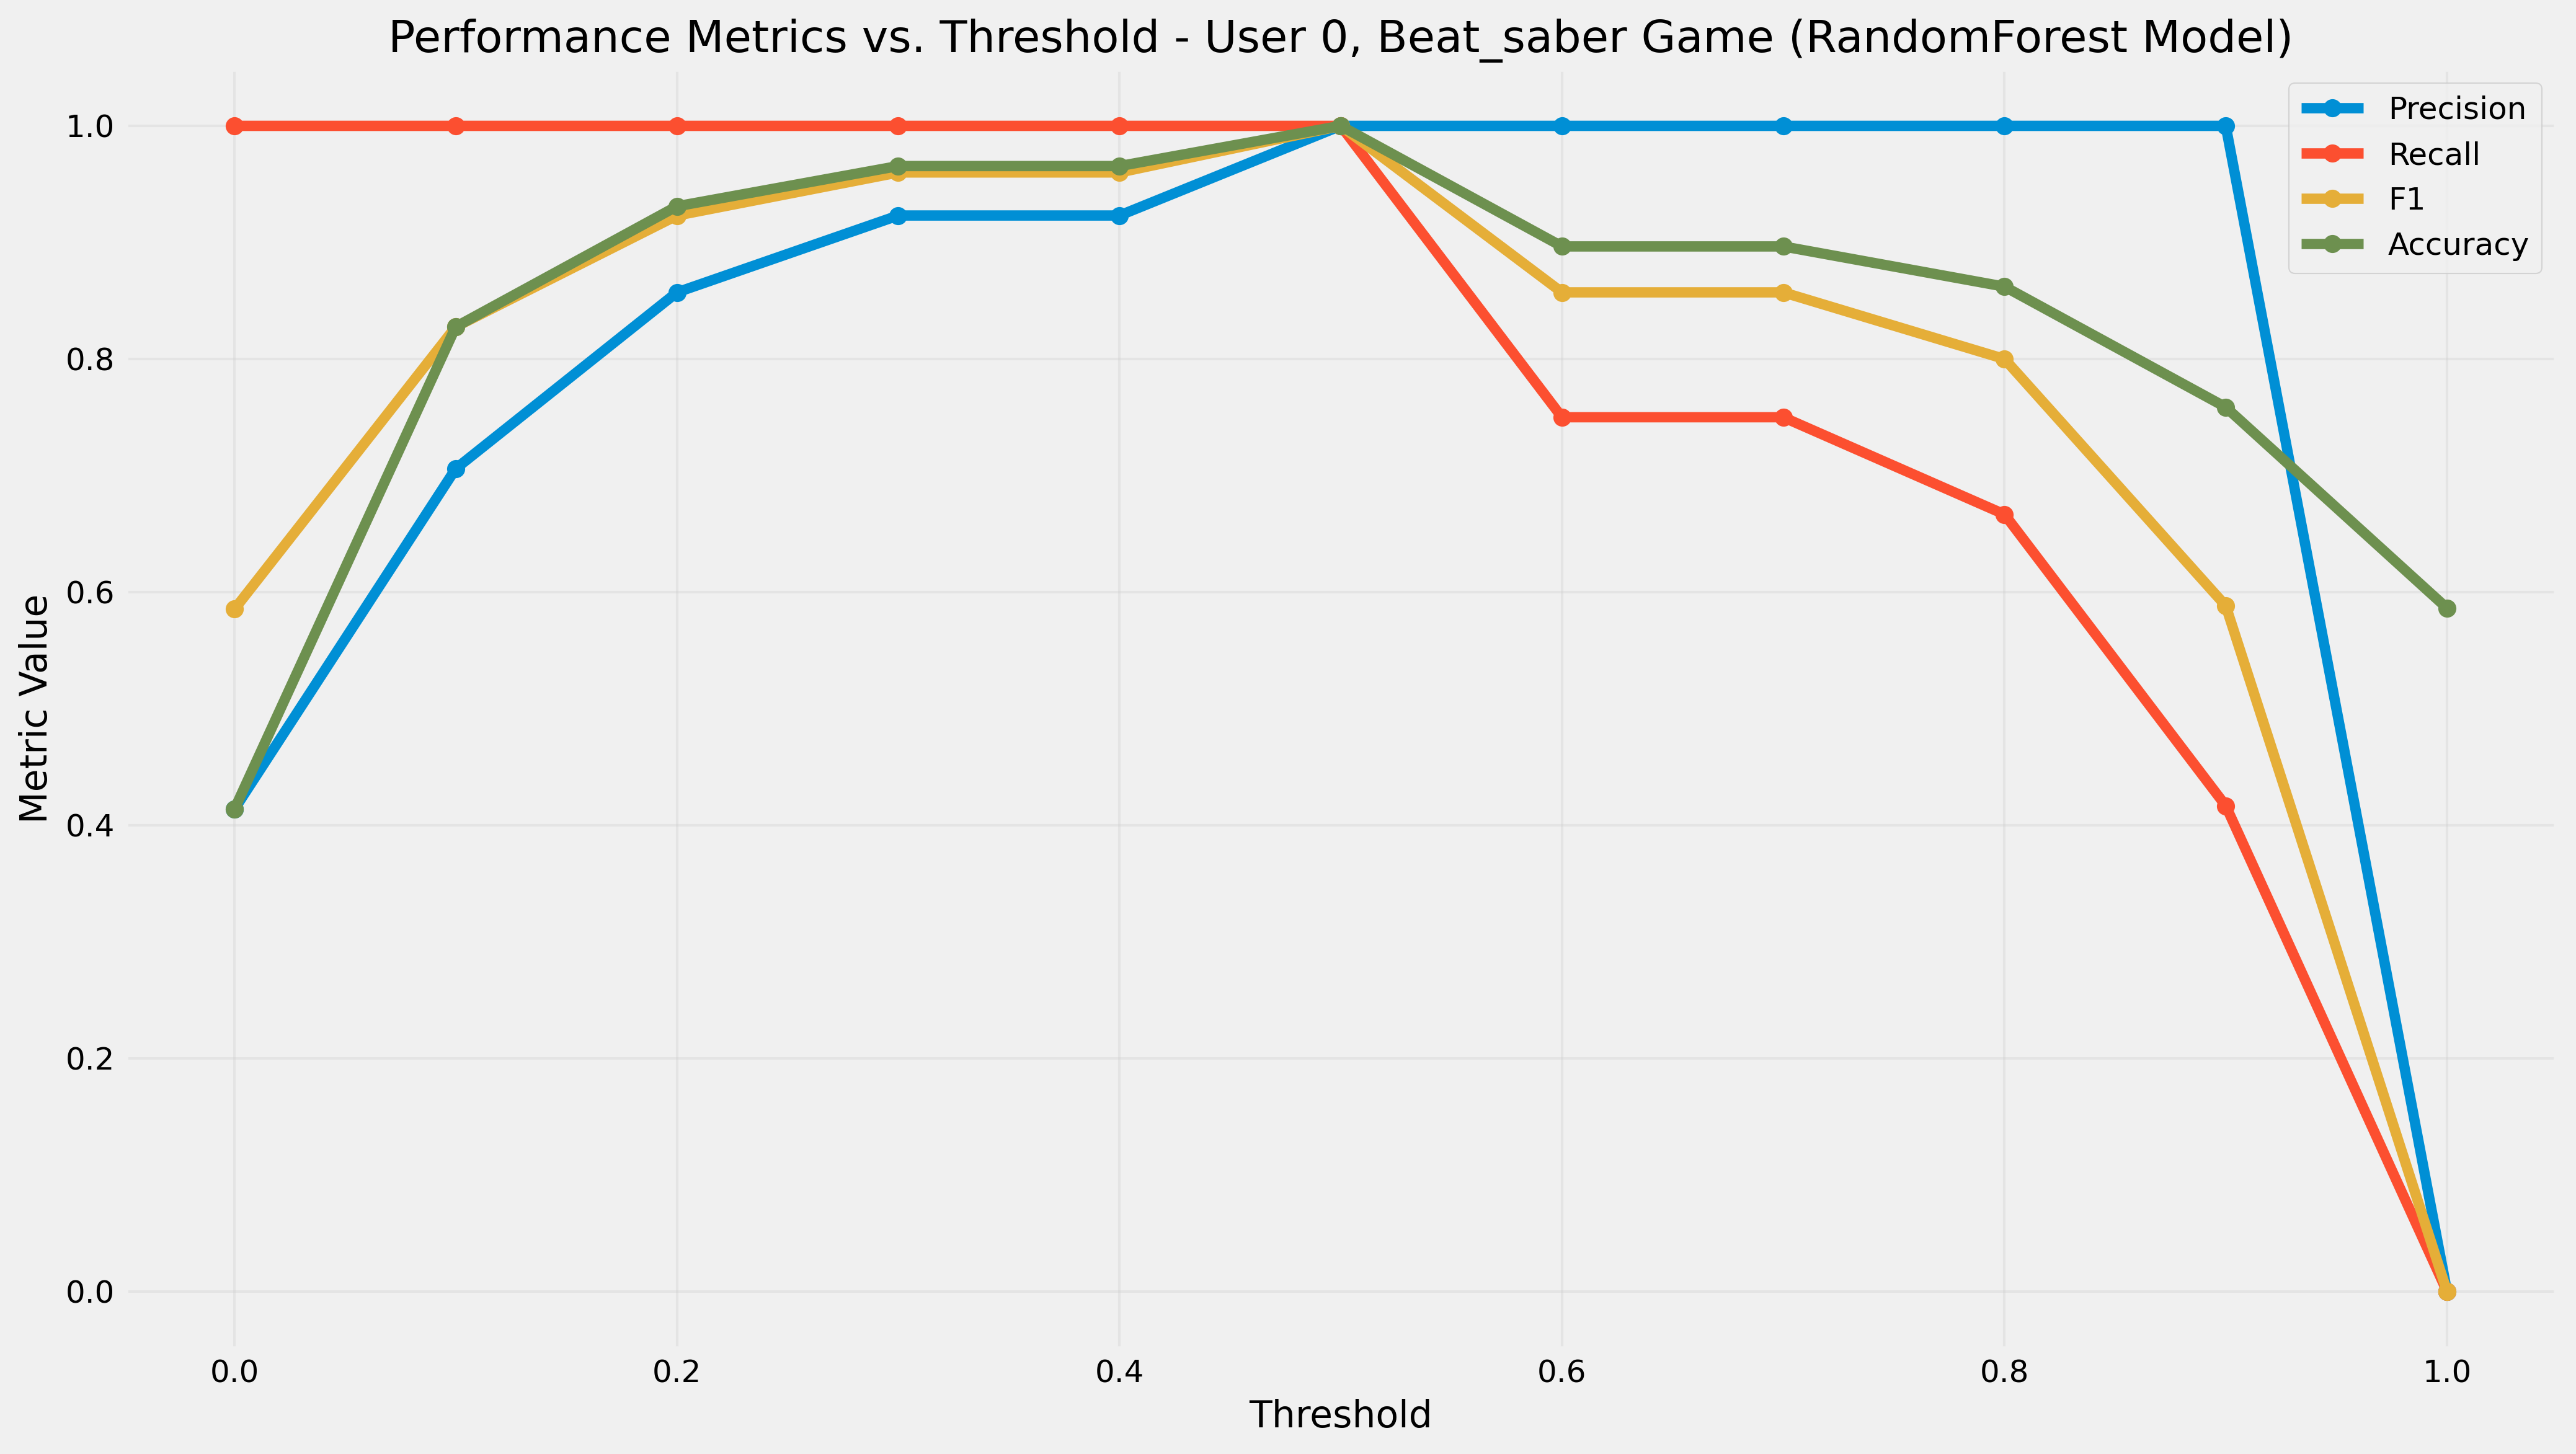 Performance Metrics vs. Threshold - User 0, Beat_saber Game (RandomForest Model)
Precision
Recall
F1
Accuracy
Metric Value
1.0
0.8
0.6
0.4
0.2
0.0
0.0 0.2 0.4 0.6 0.8 1.0
Threshold